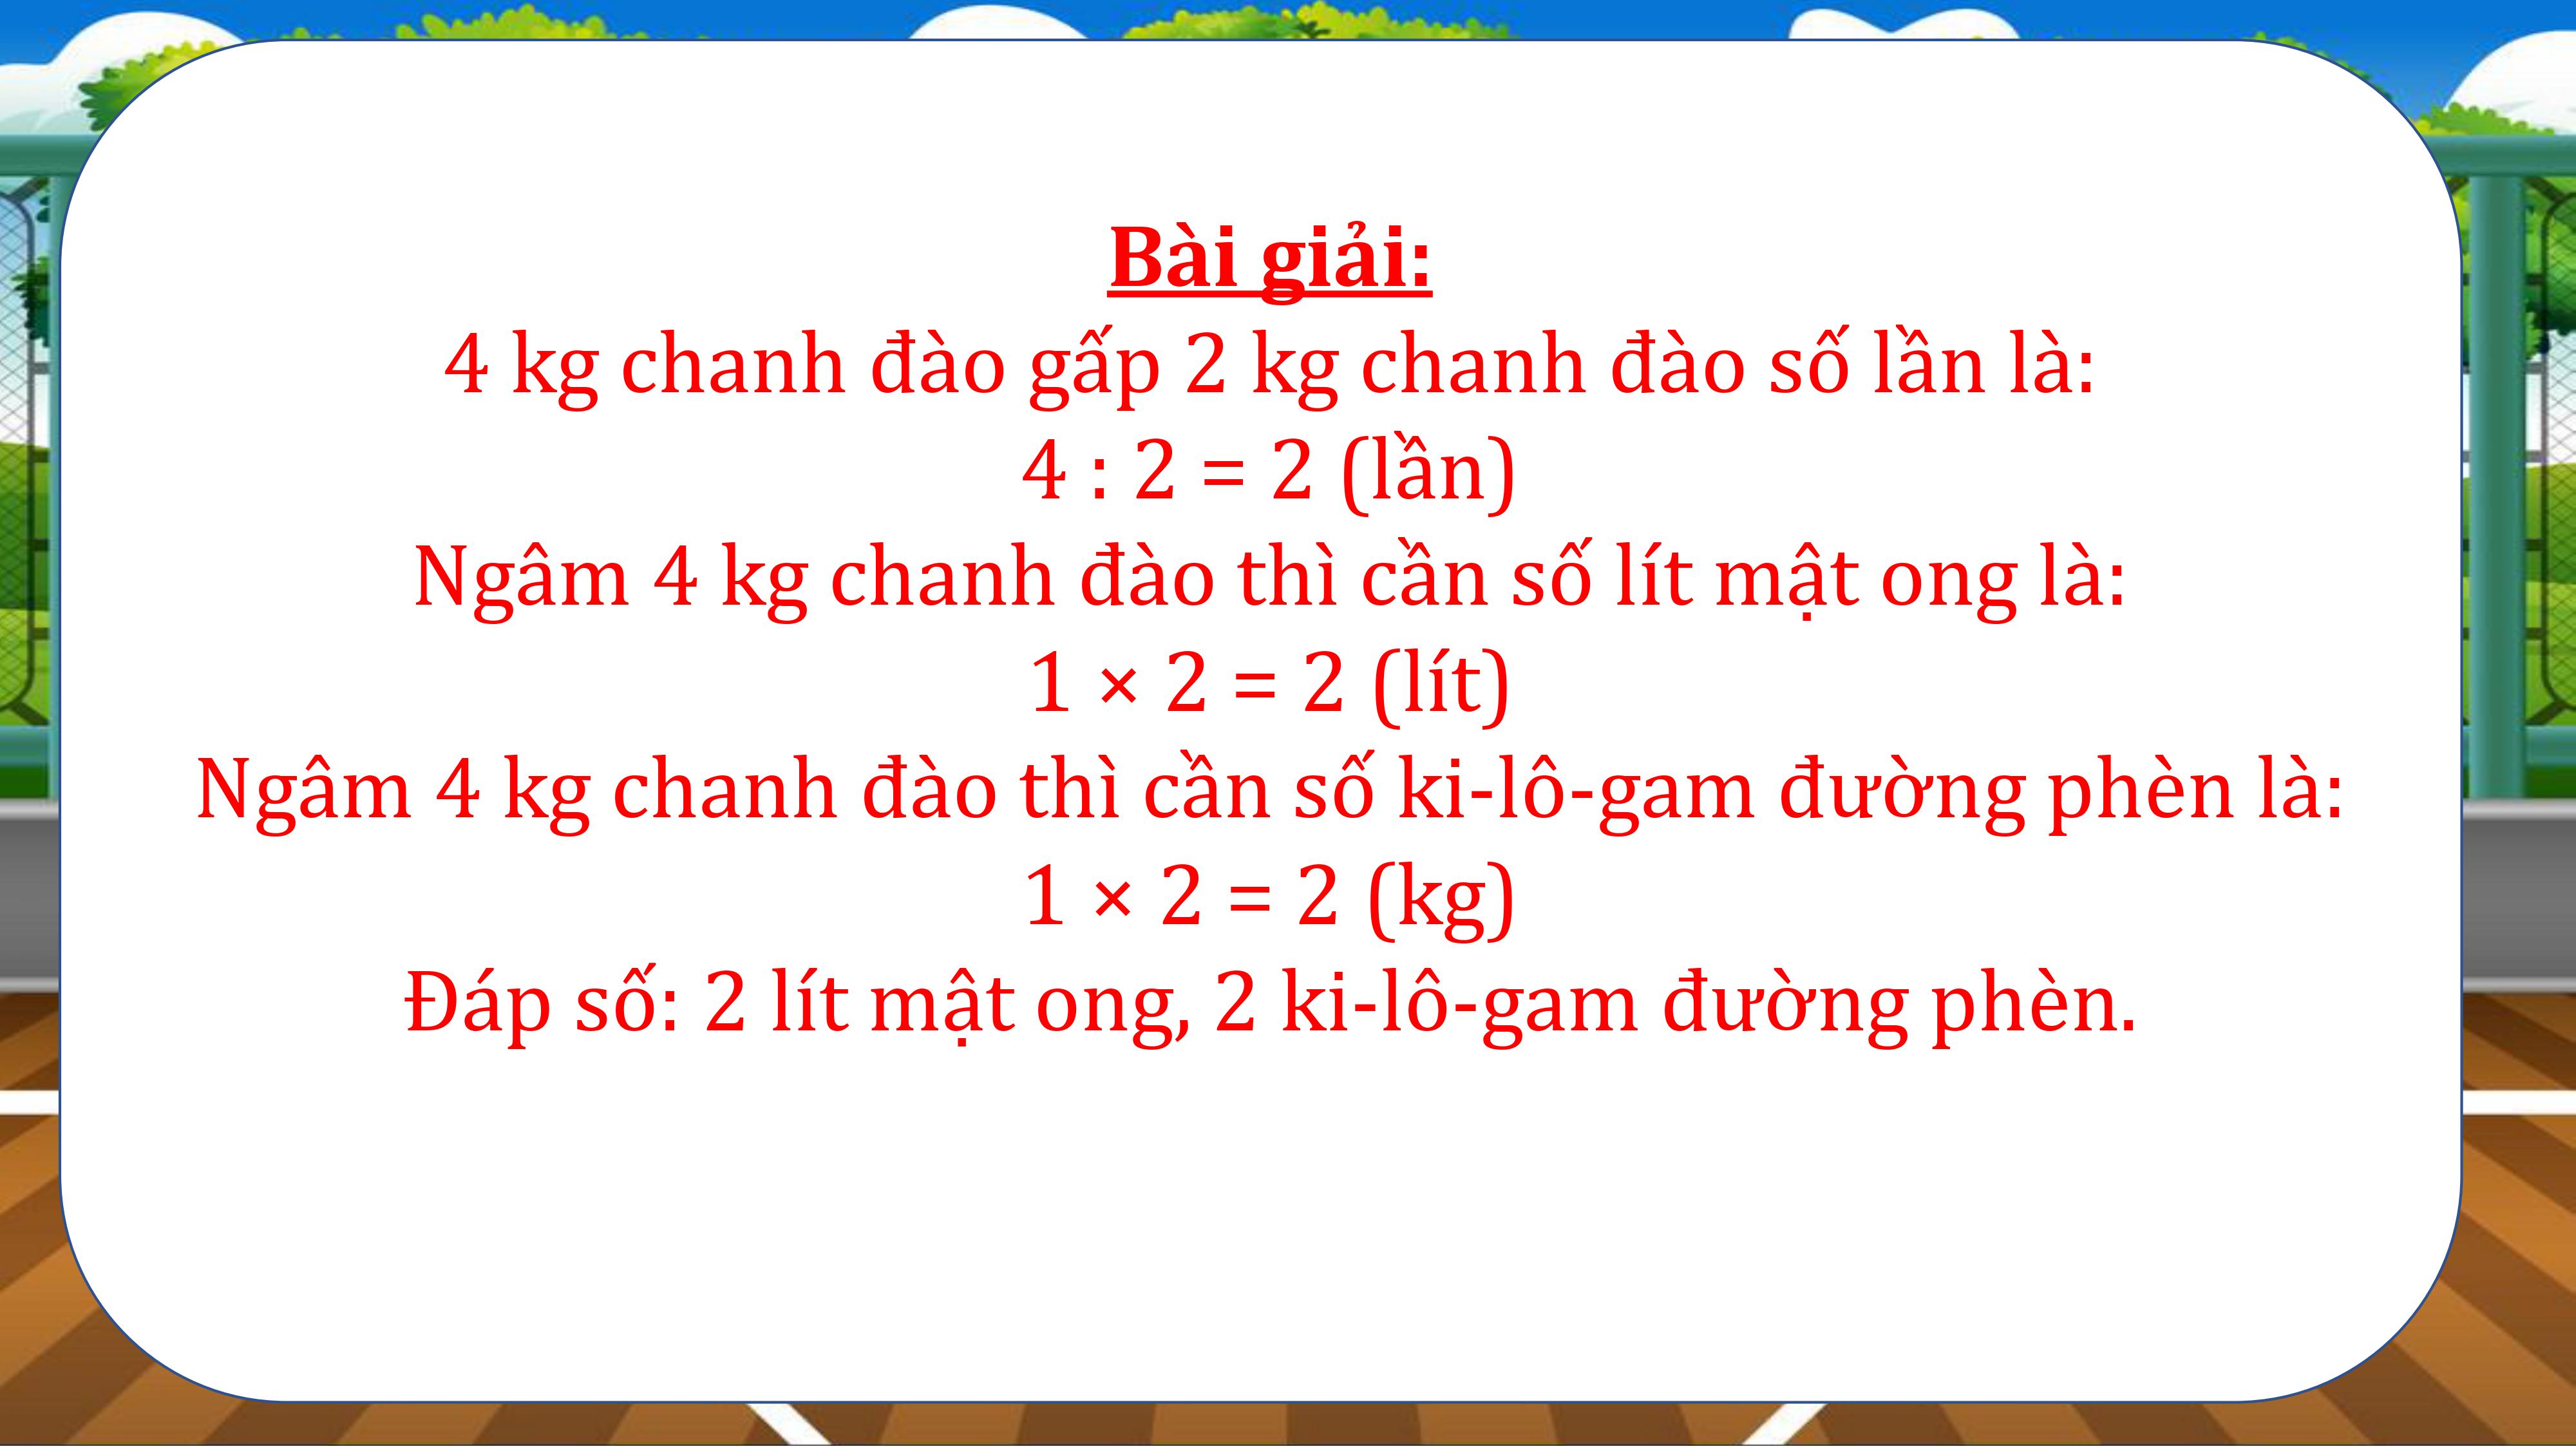 Bài giải:
4 kg chanh đào gấp 2 kg chanh đào số lần là:
4 : 2 = 2 (lần)
Ngâm 4 kg chanh đào thì cần số lít mật ong là:
1 × 2 = 2 (lít)
Ngâm 4 kg chanh đào thì cần số ki-lô-gam đường phèn là:
1 × 2 = 2 (kg)
Đáp số: 2 lít mật ong, 2 ki-lô-gam đường phèn.